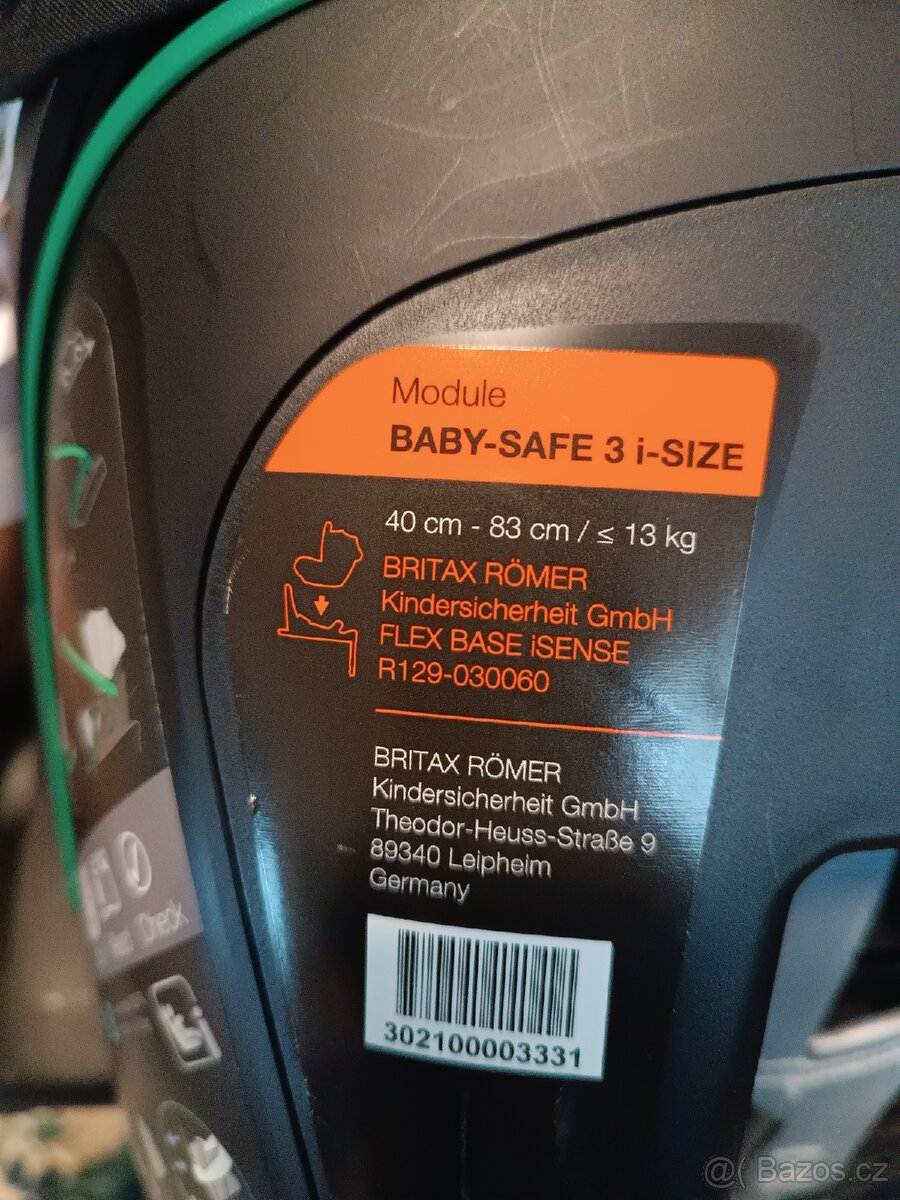 Module
BABY-SAFE 3 i-SIZE
40 cm - 83 cm / ≤ 13 kg
BRITAX RÖMER
Kindersicherheit GmbH
FLEX BASE iSENSE
R129-030060
BRITAX RÖMER
Kindersicherheit GmbH
Theodor-Heuss-Straße 9
89340 Leipheim
Germany
302100003331
Check
@( Bazos.cz